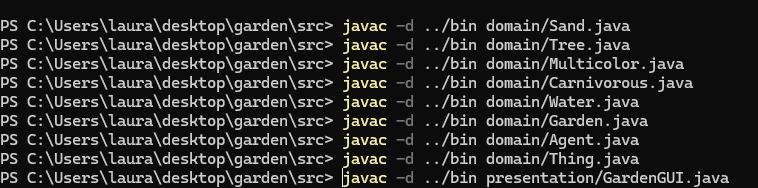 PS C:\Users\laura\desktop\garden\src> javac -d ../bin domain/Sand.java
PS C:\Users\laura\desktop\garden\src> javac -d ../bin domain/Tree.java
PS C:\Users\laura\desktop\garden\src> javac -d ../bin domain/Multicolor.java
PS C:\Users\laura\desktop\garden\src> javac -d ../bin domain/Carnivorous.java
PS C:\Users\laura\desktop\garden\src> javac -d ../bin domain/Water.java
PS C:\Users\laura\desktop\garden\src> javac -d ../bin domain/Garden.java
PS C:\Users\laura\desktop\garden\src> javac -d ../bin domain/Agent.java
PS C:\Users\laura\desktop\garden\src> javac -d ../bin domain/Thing.java
PS C:\Users\laura\desktop\garden\src> javac -d ../bin presentation/GardenGUI.java